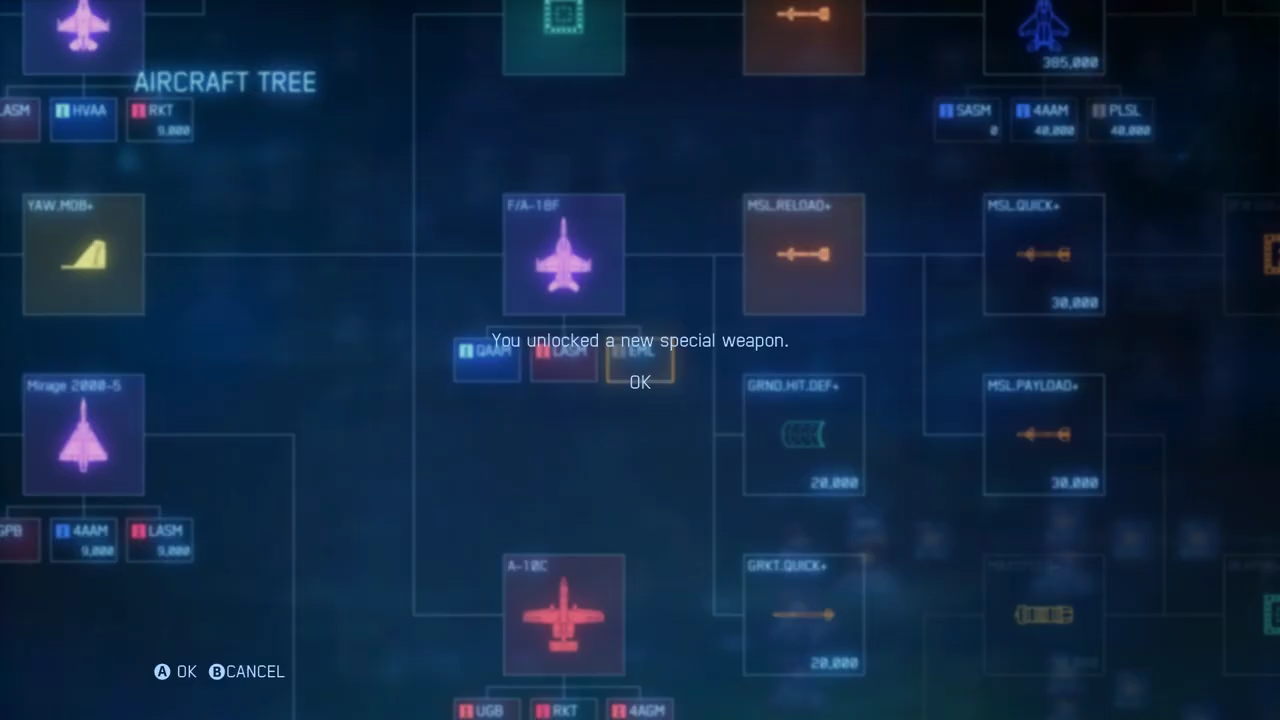 385,000
AIRCRAFT TREE
LASM
HVAA
RKT
9,000
SASM
0
4AAM
40,000
PLSL
40,000
YAW.MOB+
F/A-18F
MSL.RELOAD+
MSL.QUICK+
30,000
You unlocked a new special weapon.
QAAM
LASM
EML
OK
Mirage 2000-5
GRND.HIT.DEF+
20,000
MSL.PAYLOAD+
30,000
GPB
4AAM
9,000
LASM
9,000
A-10C
GRKT.QUICK+
20,000
A OK B CANCEL
UGB
RKT
4AGM